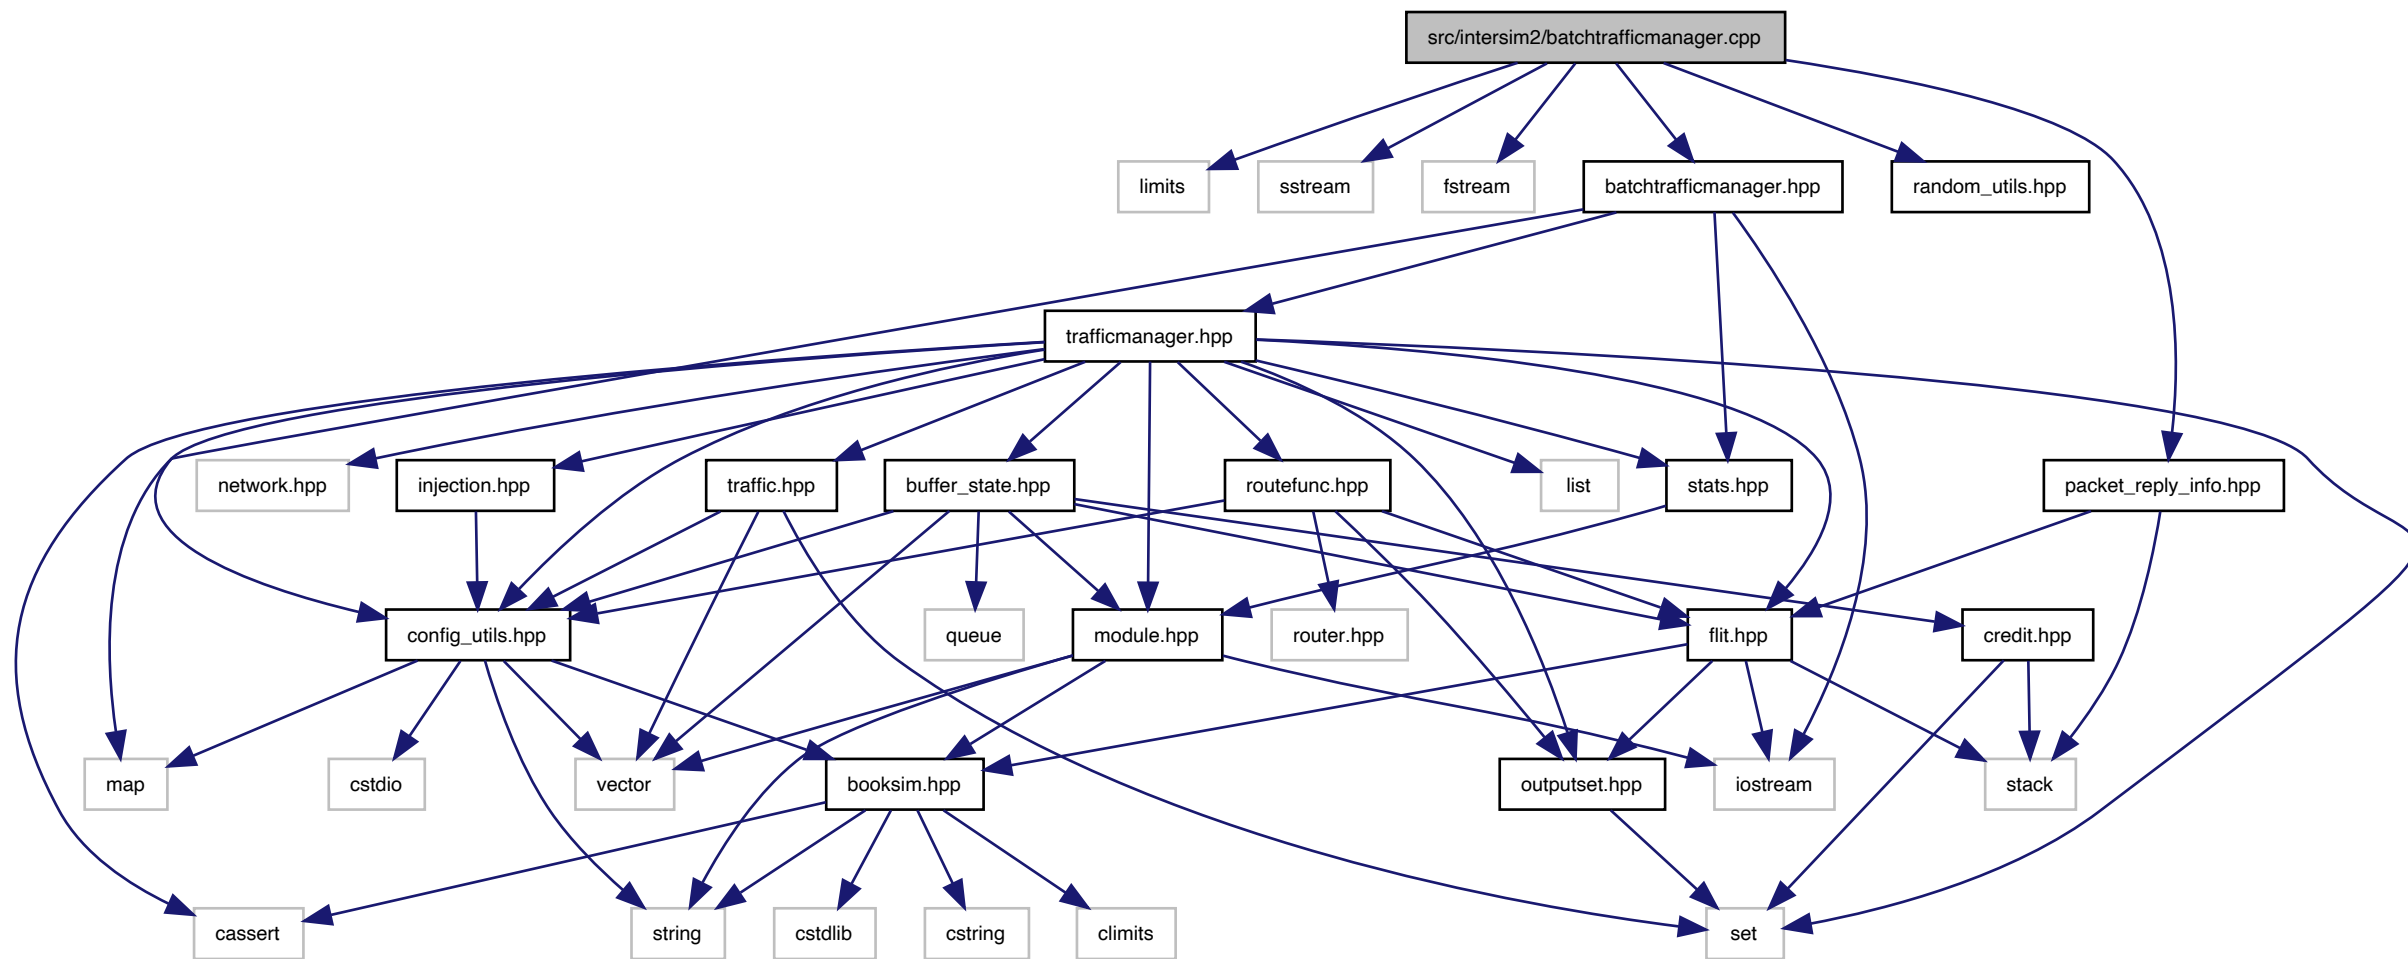 src/intersim2/batchtrafficmanager.cpp
limits
sstream
fstream
batchtrafficmanager.hpp
random_utils.hpp
trafficmanager.hpp
network.hpp
injection.hpp
traffic.hpp
buffer_state.hpp
routefunc.hpp
list
stats.hpp
packet_reply_info.hpp
config_utils.hpp
queue
module.hpp
router.hpp
flit.hpp
credit.hpp
map
cstdio
vector
booksim.hpp
outputset.hpp
iostream
stack
cassert
string
cstdlib
cstring
climits
set